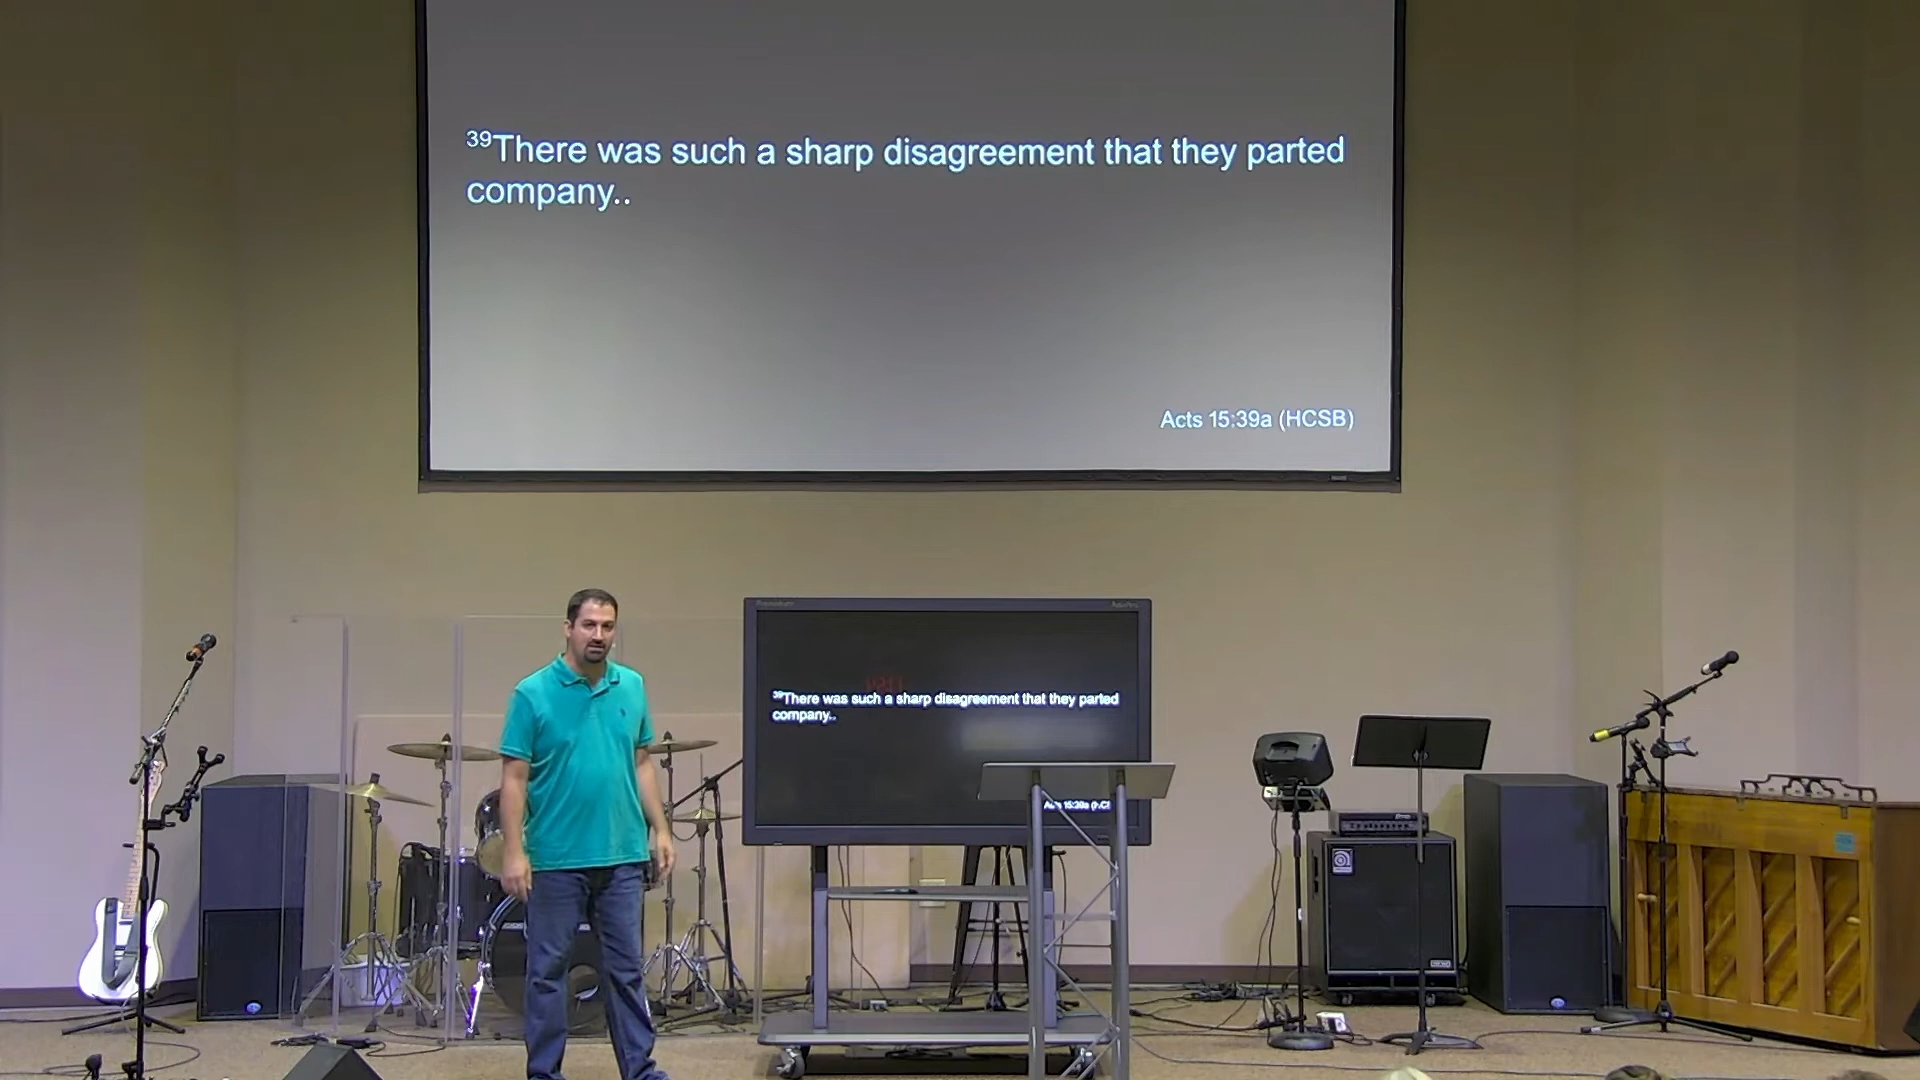 ³⁹There was such a sharp disagreement that they parted
company..
Acts 15:39a (HCSB)
³⁹There was such a sharp disagreement that they parted
company..